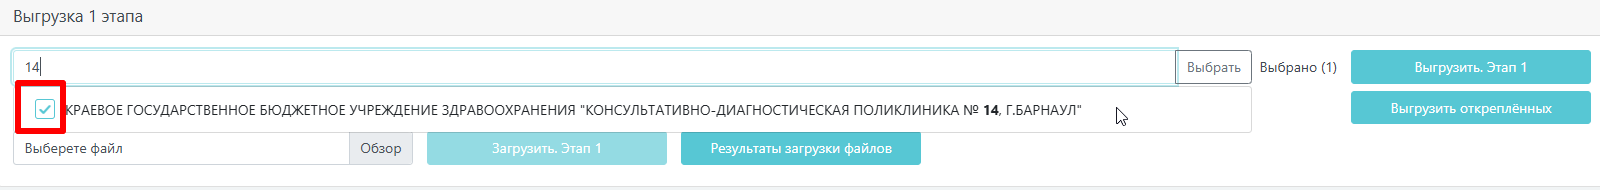 Выгрузка 1 этапа
14 Выбрать Выбрано (1) Выгрузить. Этап 1
КРАЕВОЕ ГОСУДАРСТВЕННОЕ БЮДЖЕТНОЕ УЧРЕЖДЕНИЕ ЗДРАВООХРАНЕНИЯ "КОНСУЛЬТАТИВНО-ДИАГНОСТИЧЕСКАЯ ПОЛИКЛИНИКА № 14, Г.БАРНАУЛ" Выгрузить откреплённых
Выберете файл Обзор Загрузить. Этап 1 Результаты загрузки файлов